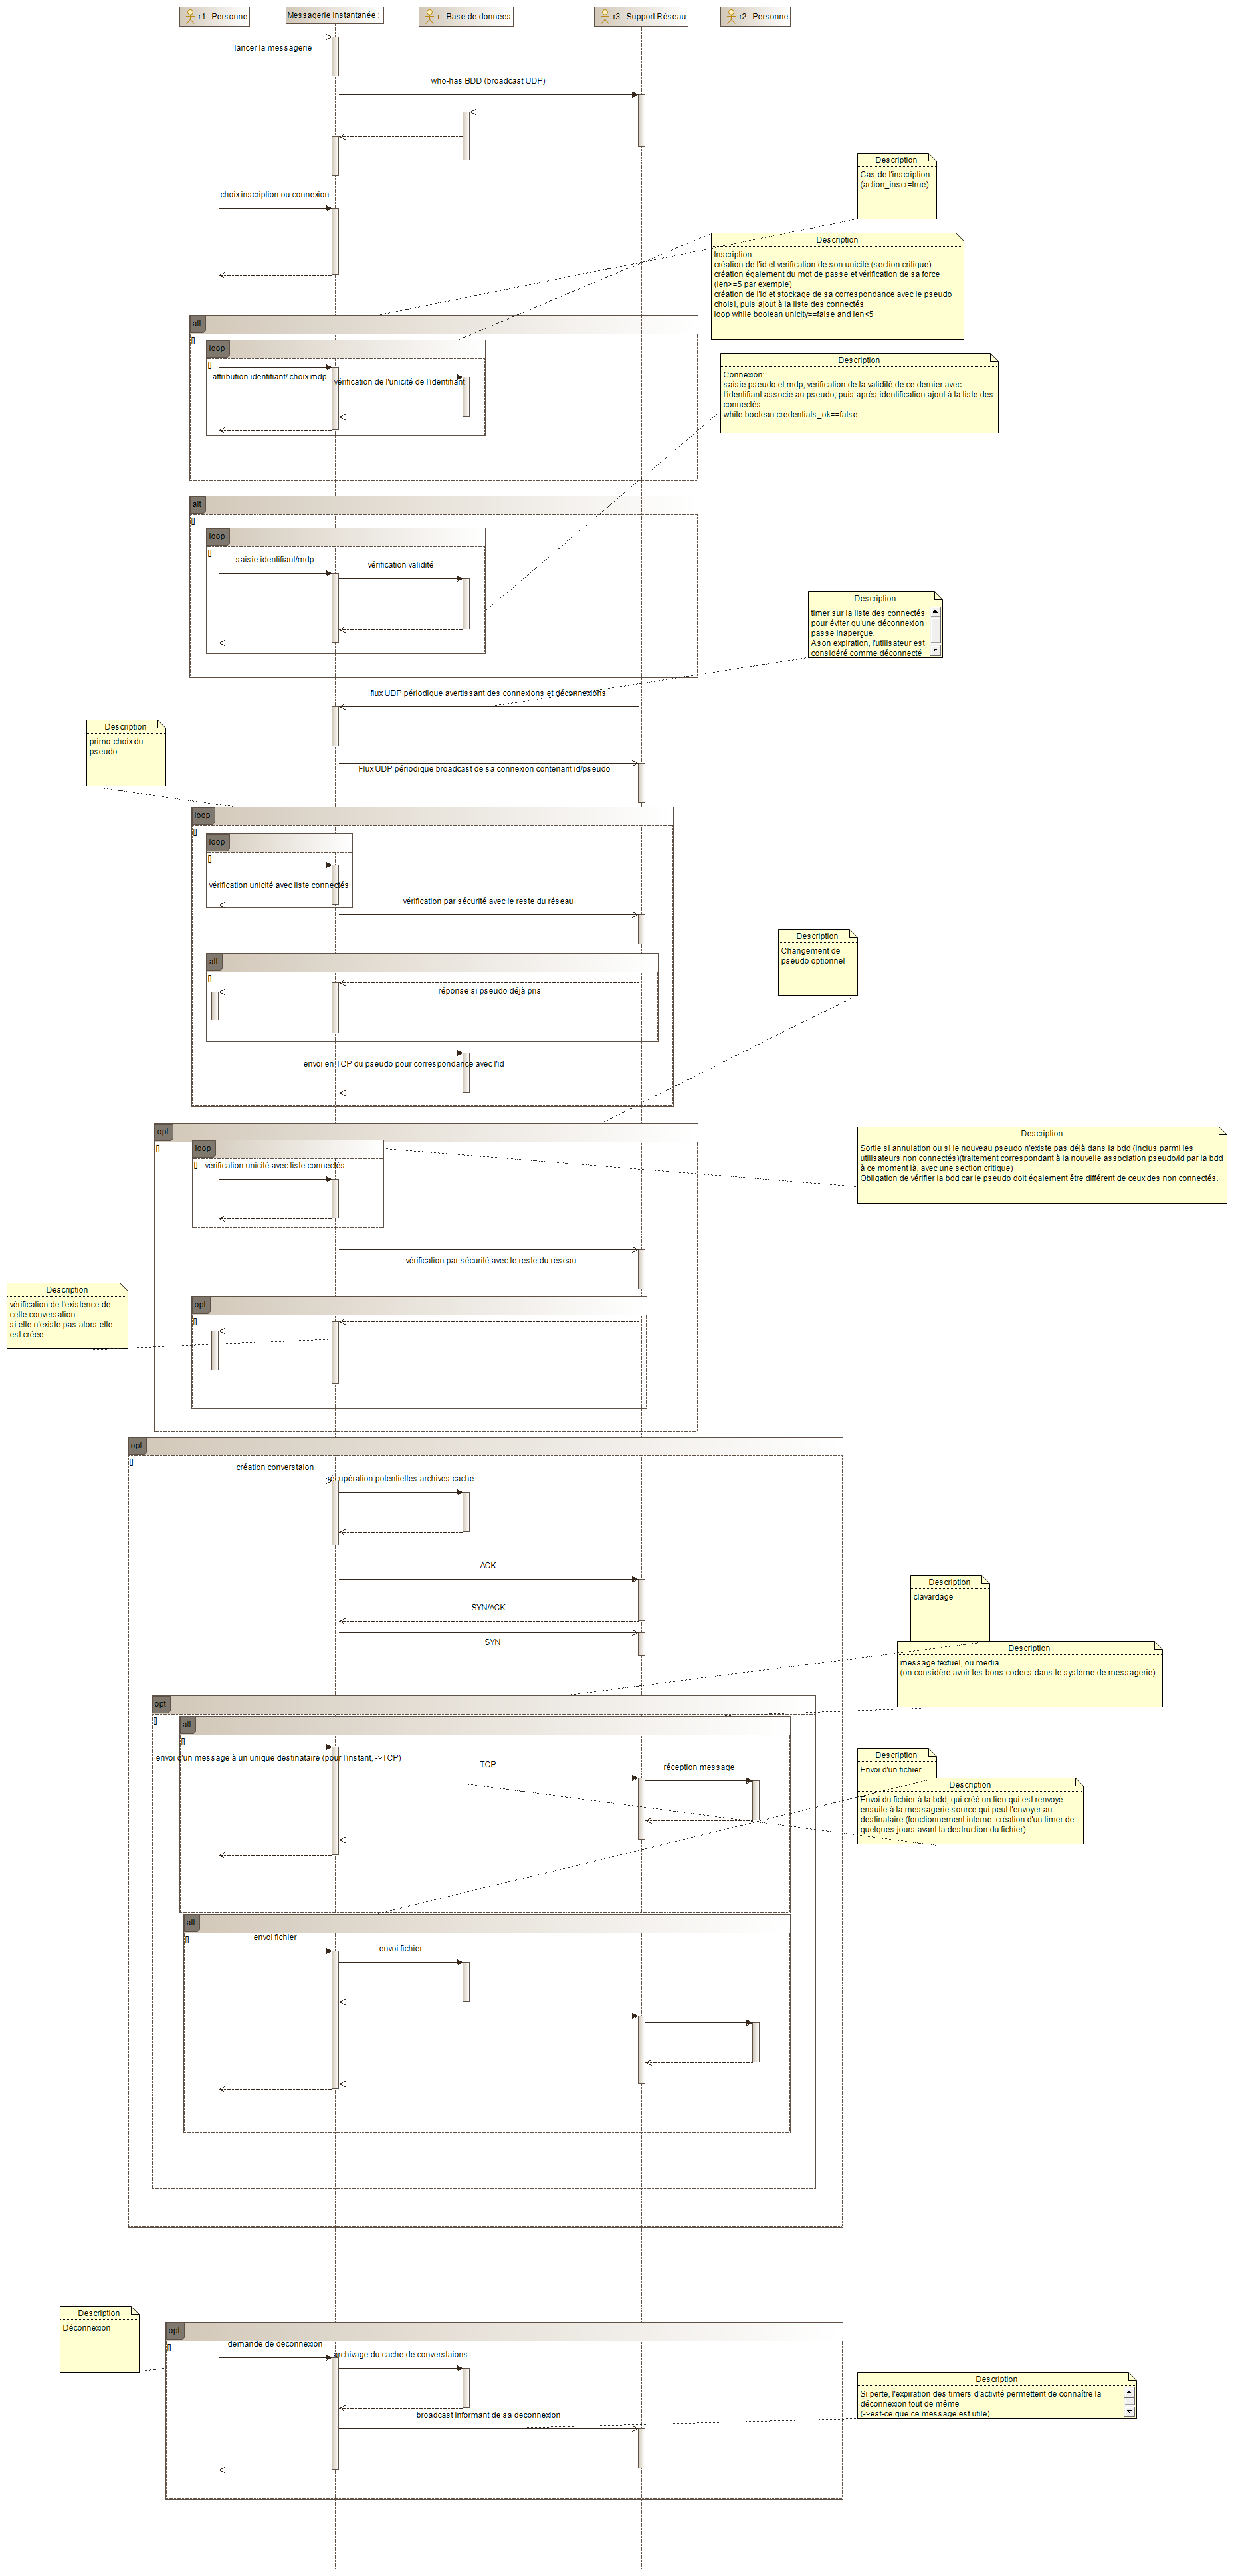 r1 : Personne
Messagerie Instantanée :
r : Base de données
r3 : Support Réseau
r2 : Personne
lancer la messagerie
who-has BDD (broadcast UDP)
Description
Cas de l'inscription
(action_inscr=true)
choix inscription ou connexion
Description
Inscription:
création de l'id et vérification de son unicité (section critique)
création également du mot de passe et vérification de sa force
(len>=5 par exemple)
création de l'id et stockage de sa correspondance avec le pseudo
choisi, puis ajout à la liste des connectés
loop while boolean unicity==false and len<5
alt
[]
loop
[]
attribution identifiant/ choix mdp
vérification de l'unicité de l'identifiant
Description
Connexion:
saisie pseudo et mdp, vérification de la validité de ce dernier avec
l'identifiant associé au pseudo, puis après identification ajout à la liste des
connectés
while boolean credentials_ok==false
alt
[]
loop
[]
saisie identifiant/mdp
vérification validité
Description
timer sur la liste des connectés
pour éviter qu'une déconnexion
passe inaperçue.
A son expiration, l'utilisateur est
considéré comme déconnecté
flux UDP périodique avertissant des connexions et déconnexions
Description
primo-choix du
pseudo
Flux UDP périodique broadcast de sa connexion contenant id/pseudo
loop
[]
loop
[]
vérification unicité avec liste connectés
vérification par sécurité avec le reste du réseau
Description
Changement de
pseudo optionnel
alt
[]
réponse si pseudo déjà pris
envoi en TCP du pseudo pour correspondance avec l'id
opt
[]
loop
[]
vérification unicité avec liste connectés
Description
Sortie si annulation ou si le nouveau pseudo n'existe pas déjà dans la bdd (inclus parmi les
utilisateurs non connectés)(traitement correspondant à la nouvelle association pseudo/id par la bdd
à ce moment là, avec une section critique)
Obligation de vérifier la bdd car le pseudo doit également être différent de ceux des non connectés.
vérification par sécurité avec le reste du réseau
Description
vérification de l'existence de
cette conversation
si elle n'existe pas alors elle
est créée
opt
[]
opt
[]
création converstaion
récupération potentielles archives cache
ACK
SYN/ACK
SYN
Description
clavardage
Description
message textuel, ou media
(on considère avoir les bons codecs dans le système de messagerie)
opt
[]
alt
[]
envoi d'un message à un unique destinataire (pour l'instant, ->TCP)
TCP
réception message
Description
Envoi d'un fichier
Description
Envoi du fichier à la bdd, qui créé un lien qui est renvoyé
ensuite à la messagerie source qui peut l'envoyer au
destinataire (fonctionnement interne: création d'un timer de
quelques jours avant la destruction du fichier)
alt
[]
envoi fichier
envoi fichier
Description
Déconnexion
opt
[]
demande de deconnexion
archivage du cache de converstaions
Description
Si perte, l'expiration des timers d'activité permettent de connaître la
déconnexion tout de même
(->est-ce que ce message est utile)
broadcast informant de sa deconnexion